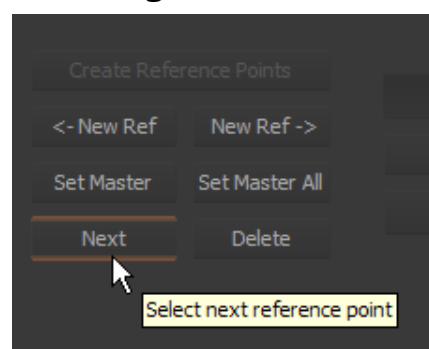 Create Reference Points
<- New Ref New Ref ->
Set Master Set Master All
Next Delete
Select next reference point